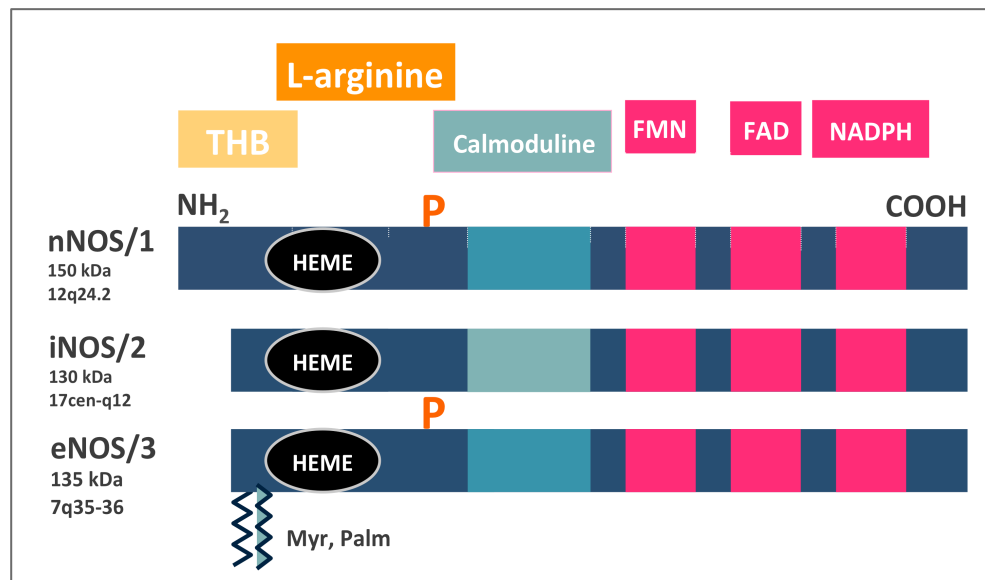 L-arginine
THB
Calmoduline
FMN
FAD
NADPH
NH2
P
COOH
nNOS/1
150 kDa
12q24.2
HEME
iNOS/2
130 kDa
17cen-q12
HEME
P
eNOS/3
135 kDa
7q35-36
HEME
Myr, Palm